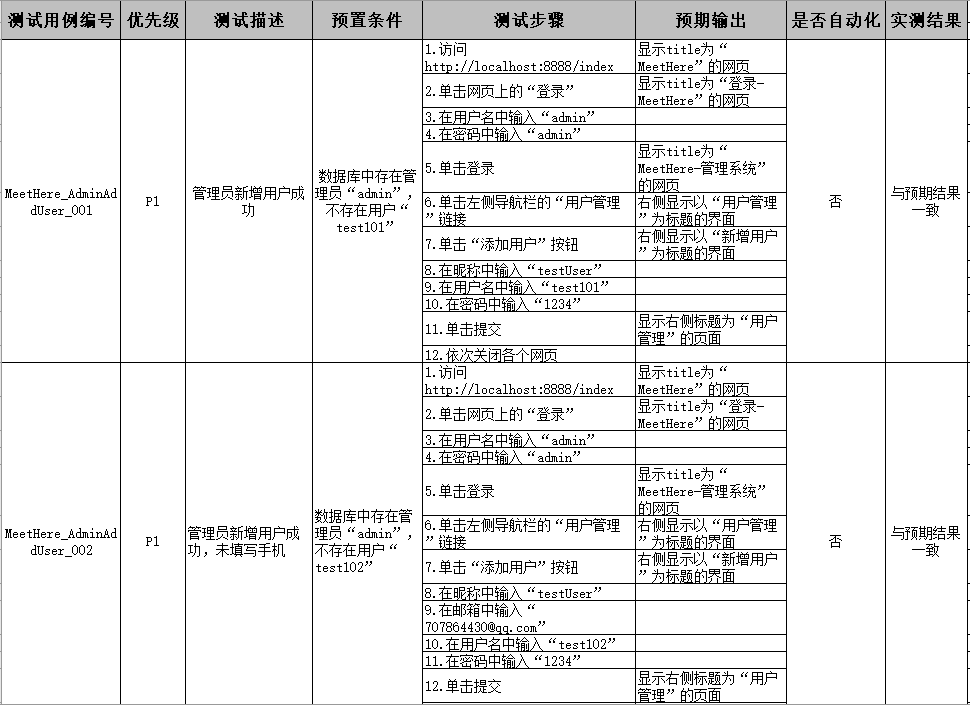 测试用例编号 优先级 测试描述 预置条件 测试步骤 预期输出 是否自动化 实测结果
MeetHere_AdminAd
dUser_001
P1
管理员新增用户成
功
数据库中存在管
理员“admin”，
不存在用户“
test101”
1.访问
http://localhost:8888/index
显示title为“
MeetHere”的网页
2.单击网页上的“登录”
显示title为“登录-
MeetHere”的网页
3.在用户名中输入“admin”
4.在密码中输入“admin”
5.单击登录
显示title为“
MeetHere-管理系统”
的网页
6.单击左侧导航栏的“用户管理
”链接
右侧显示以“用户管理
”为标题的界面
7.单击“添加用户”按钮
右侧显示以“新增用户
”为标题的界面
8.在昵称中输入“testUser”
9.在用户名中输入“test101”
10.在密码中输入“1234”
11.单击提交
显示右侧标题为“用户
管理”的页面
12.依次关闭各个网页
否
与预期结果
一致
MeetHere_AdminAd
dUser_002
P1
管理员新增用户成
功，未填写手机
数据库中存在管
理员“admin”，
不存在用户“
test102”
1.访问
http://localhost:8888/index
显示title为“
MeetHere”的网页
2.单击网页上的“登录”
显示title为“登录-
MeetHere”的网页
3.在用户名中输入“admin”
4.在密码中输入“admin”
5.单击登录
显示title为“
MeetHere-管理系统”
的网页
6.单击左侧导航栏的“用户管理
”链接
右侧显示以“用户管理
”为标题的界面
7.单击“添加用户”按钮
右侧显示以“新增用户
”为标题的界面
8.在昵称中输入“testUser”
9.在邮箱中输入“
707864430@qq.com”
10.在用户名中输入“test102”
11.在密码中输入“1234”
12.单击提交
显示右侧标题为“用户
管理”的页面
否
与预期结果
一致